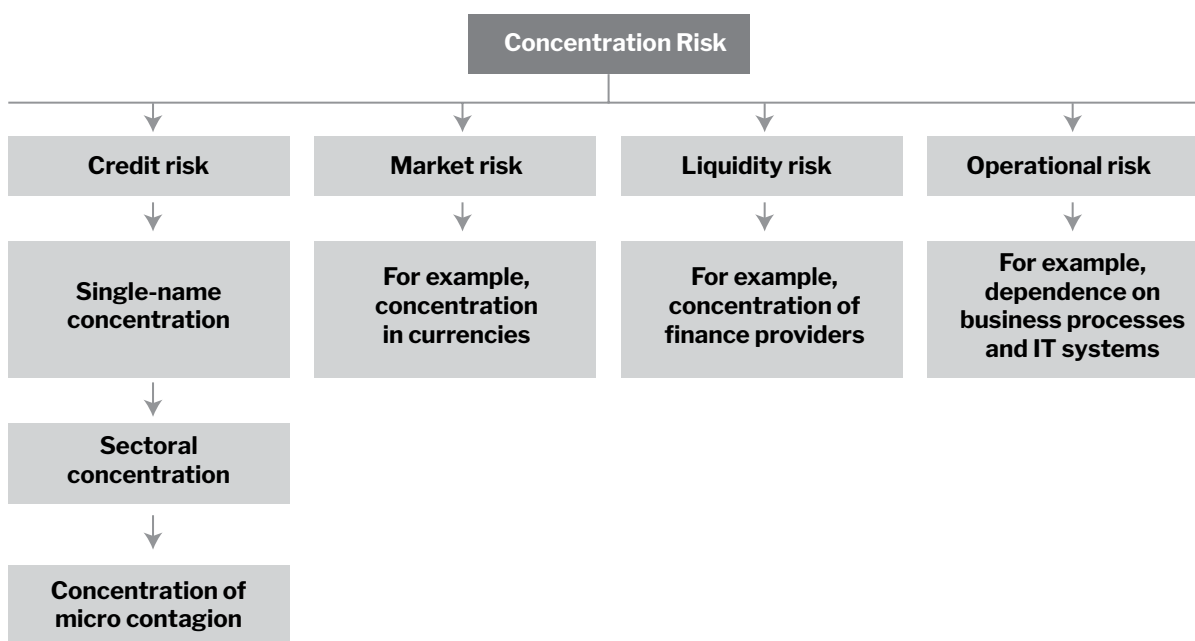 Concentration Risk
Credit risk
Market risk
Liquidity risk
Operational risk
Single-name
concentration
For example,
concentration
in currencies
For example,
concentration of
finance providers
For example,
dependence on
business processes
and IT systems
Sectoral
concentration
Concentration of
micro contagion